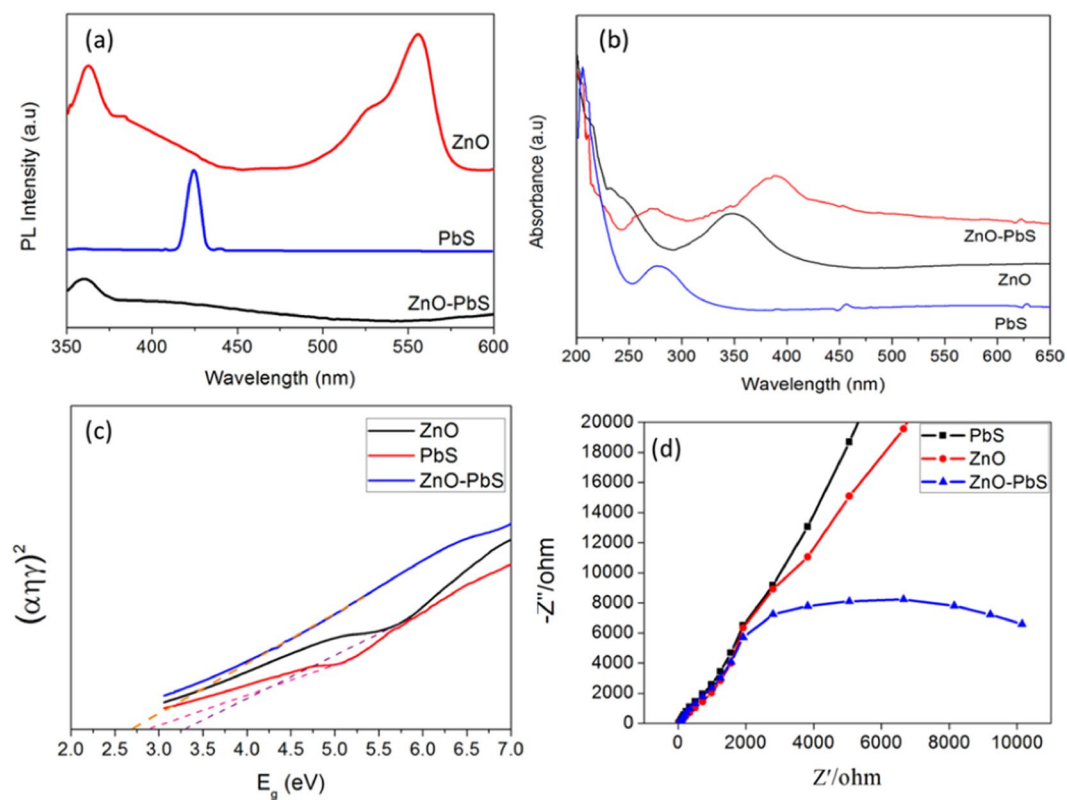 (a)
PL Intensity (a.u)
ZnO
PbS
ZnO-PbS
350 400 450 500 550 600
Wavelength (nm)
(b)
Absorbance (a.u)
ZnO-PbS
ZnO
PbS
200 250 300 350 400 450 500 550 600 650
Wavelength (nm)
(c)
ZnO
PbS
ZnO-PbS
(αηγ)²
2.0 2.5 3.0 3.5 4.0 4.5 5.0 5.5 6.0 6.5 7.0
E_g (eV)
(d)
PbS
ZnO
ZnO-PbS
20000
18000
16000
14000
12000
10000
8000
6000
4000
2000
0
-Z''/ohm
0 2000 4000 6000 8000 10000
Z'/ohm